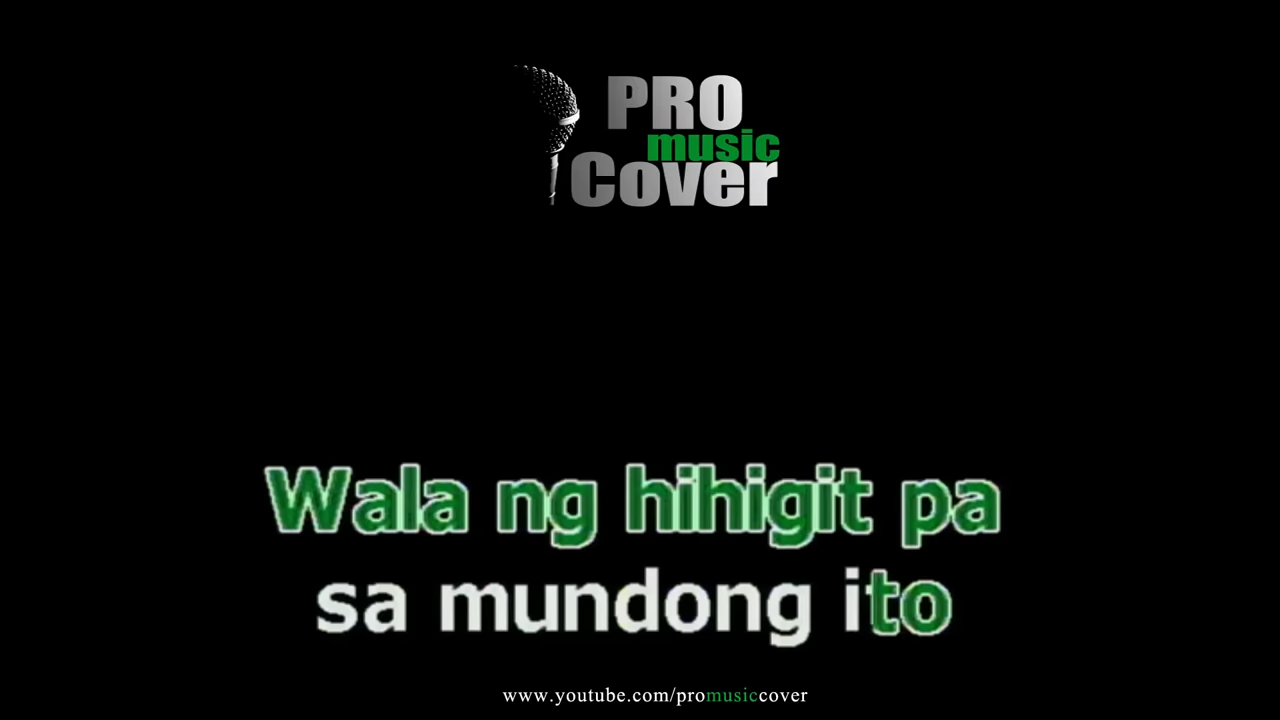 PRO
music
Cover
Wala ng hihigit pa
sa mundong ito
www.youtube.com/promusiccover